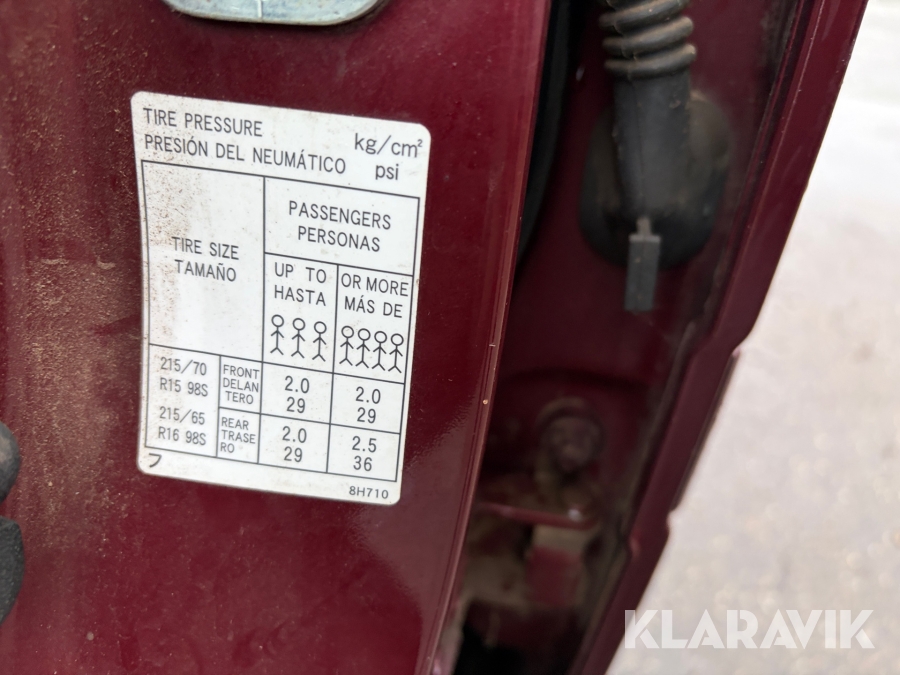 TIRE PRESSURE
PRESIÓN DEL NEUMÁTICO
kg/cm²
psi
TIRE SIZE
TAMAÑO
PASSENGERS
PERSONAS
UP TO
HASTA
OR MORE
MÁS DE
215/70
R15 98S
215/65
R16 98S
FRONT
DELAN
TERO
2.0
29
2.0
29
REAR
TRASE
RO
2.0
29
2.5
36
フ
8H710
KLARAVIK